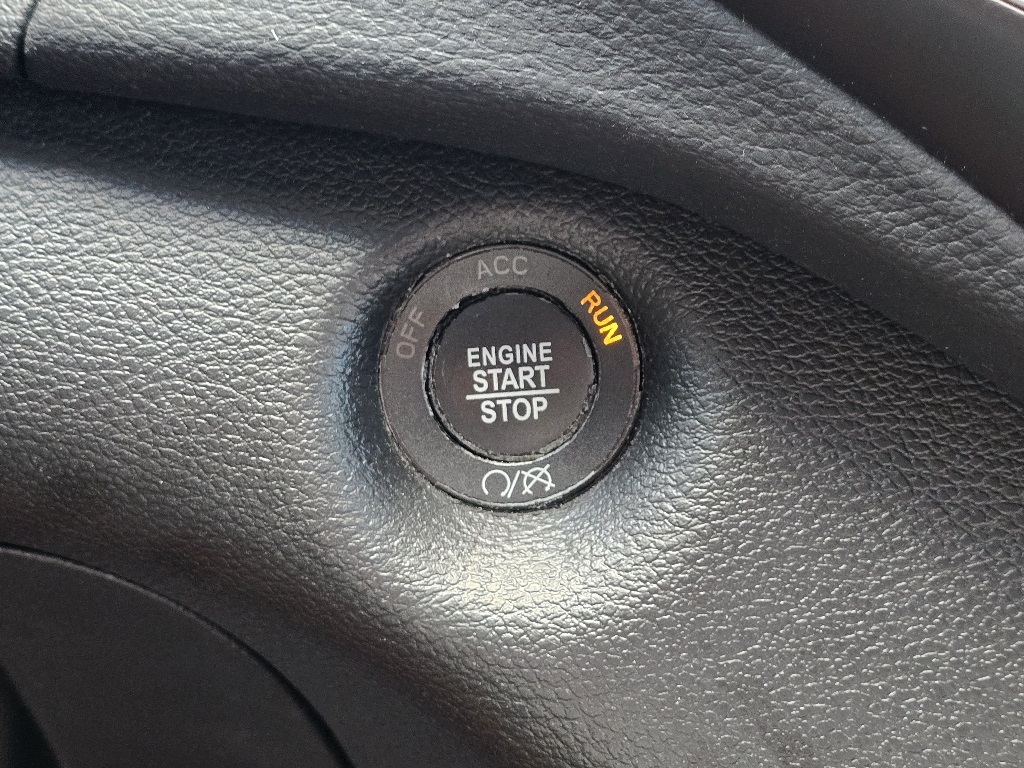 ACC
OFF
RUN
ENGINE
START
STOP